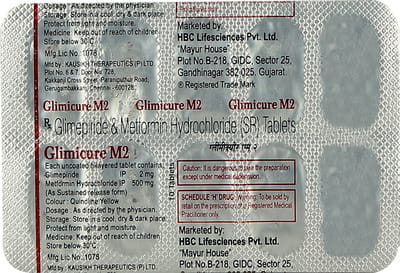 Dosage : As directed by the physician
Storage: Store in a cool, dry & dark place
Protect from light and moisture.
Medicine: Keep out of reach of children
Store below 30°C.
Mfg Lic No.: 1078
Mfd by : KAUSIKH THERAPEUTICS (P) LTD
Plot No. 6 & 7 Door No. 728,
Kakkanji Cross Street, Paraniputhur Road,
Gerugambakkam, Chennai - 600128.
Marketed by:
HBC Lifesciences Pvt. Ltd.
"Mayur House"
Plot No.B-218, GIDC, Sector 25,
Gandhinagar 382 025, Gujarat.
® Registered Trade Mark
Glimicure M2 Glimicure M2 Glimicure M2
Rx Glimepiride & Metformin Hydrochloride (SR) Tablets
Glimicure M2
ग्लीमीक्योर एम २
Each uncoated bilayered tablet contains
Glimepiride IP 2 mg
Metformin Hydrochloride IP 500 mg
(As Sustained release form)
Colour : Quinoline Yellow
Dosage : As directed by the physician.
Storage: Store in a cool, dry & dark place.
Protect from light and moisture.
Medicine: Keep out of reach of children
Store below 30°C.
Mfg Lic No.: 1078
Mfd by : KAUSIKH THERAPEUTICS (P) LTD
10 Tablets
Caution: It is dangerous to take the preparation
except under medical supervision.
SCHEDULE 'H' DRUG - Warning: To be sold by
retail on the prescription of a Registered Medical
Practitioner only.
Marketed by:
HBC Lifesciences Pvt. Ltd.
"Mayur House"
Plot No.B-218, GIDC, Sector 25,